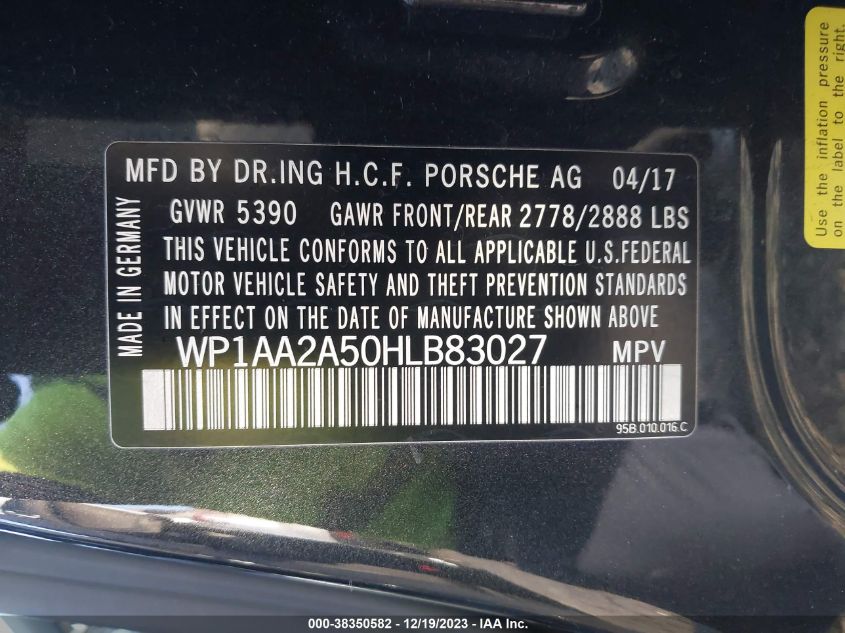 MFD BY DR.ING H.C.F. PORSCHE AG 04/17
GVWR 5390 GAWR FRONT/REAR 2778/2888 LBS
THIS VEHICLE CONFORMS TO ALL APPLICABLE U.S.FEDERAL
MOTOR VEHICLE SAFETY AND THEFT PREVENTION STANDARDS
IN EFFECT ON THE DATE OF MANUFACTURE SHOWN ABOVE
WP1AA2A50HLB83027 MPV
95B.010.016.C
MADE IN GERMANY
Use the inflation pressure
label to the right.
000-38350582 - 12/19/2023 - IAA Inc.